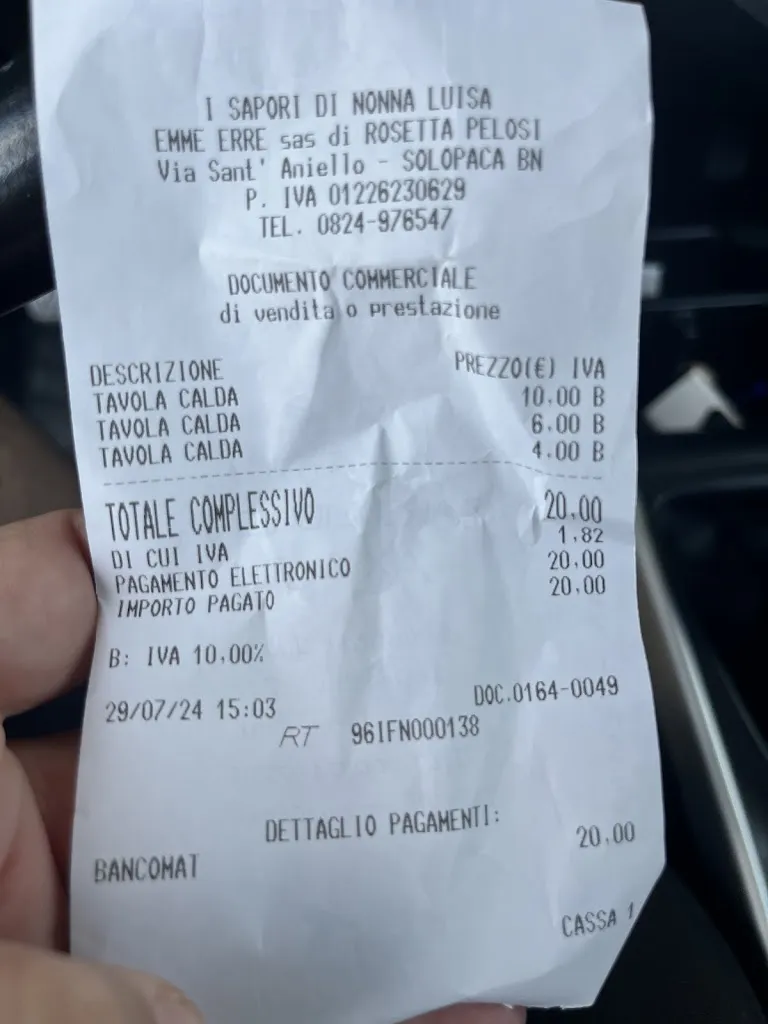 I SAPORI DI NONNA LUISA
EMME ERRE sas di ROSETTA PELOSI
Via Sant' Aniello - SOLOPACA BN
P. IVA 01226230629
TEL. 0824-976547
DOCUMENTO COMMERCIALE
di vendita o prestazione
DESCRIZIONE PREZZO(€) IVA
TAVOLA CALDA 10.00 B
TAVOLA CALDA 6.00 B
TAVOLA CALDA 4.00 B
TOTALE COMPLESSIVO 20,00
DI CUI IVA 1,82
PAGAMENTO ELETTRONICO 20,00
IMPORTO PAGATO 20,00
B: IVA 10,00%
29/07/24 15:03 DOC.0164-0049
RT 96IFN000138
DETTAGLIO PAGAMENTI:
BANCOMAT 20,00
CASSA 1